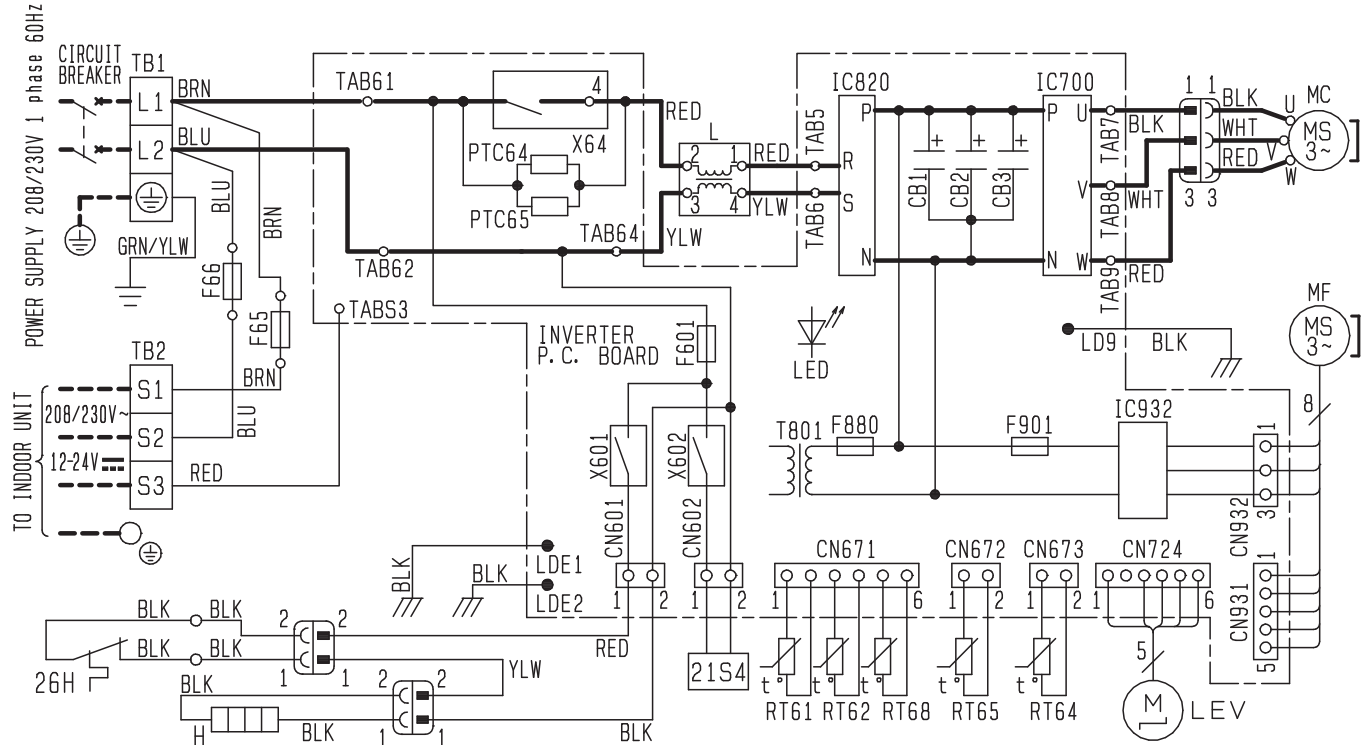 POWER SUPPLY 208/230V 1 phase 60Hz
CIRCUIT
BREAKER
TB1
L1
L2
BRN
BLU
BLU
BRN
GRN/YLW
F66
F65
TAB61
TAB62
TABS3
4
X64
PTC64
PTC65
TAB64
RED
YLW
L
2 1
3 4
RED
YLW
TAB5
TAB6
IC820
P
R
S
N
CB1
CB2
CB3
+
+
+
IC700
P U
V
N W
TAB7
TAB8
TAB9
BLK
WHT
RED
1 1
3 3
BLK
WHT
RED
U
V
W
MC
MS
3~
MF
MS
3~
8
TB2
S1
S2
S3
TO INDOOR UNIT
208/230V~
12-24V
BRN
BLU
RED
INVERTER
P.C. BOARD
F601
LED
LD9 BLK
T801
F880
F901
IC932
1
3
CN932
X601
X602
CN601
CN602
1 2
1 2
LDE1
LDE2
BLK
BLK
CN671
1 6
CN672
1 2
CN673
1 2
CN724
1 6
CN931
1
5
BLK BLK
BLK BLK
2 2
1 1
26H
RED
YLW
BLK
2 2
1 1
H
BLK
BLK
21S4
t°
t°
t°
t°
t°
RT61
RT62
RT68
RT65
RT64
5
M
LEV